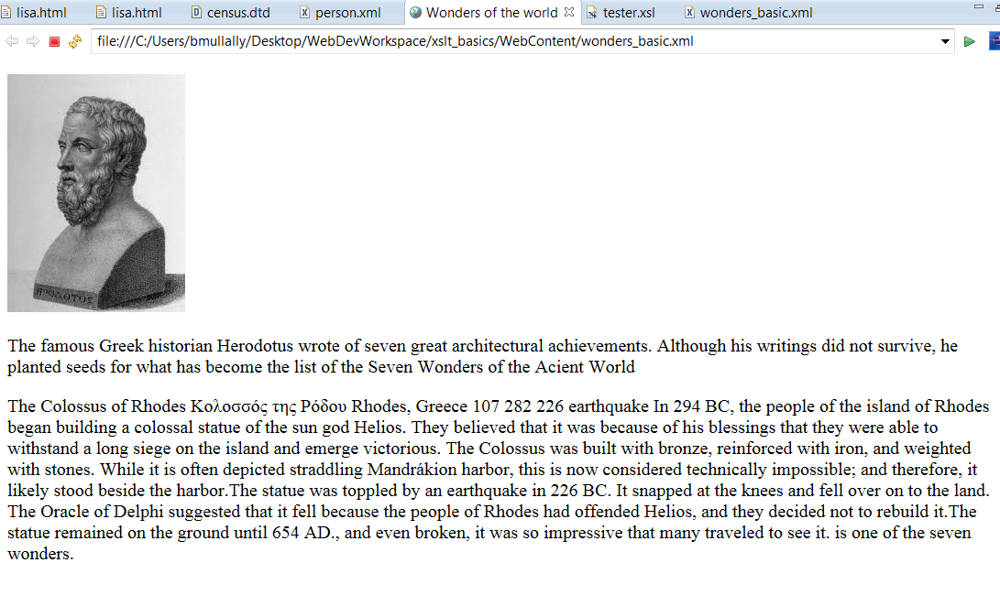 lisa.html lisa.html census.dtd person.xml Wonders of the world tester.xsl wonders_basic.xml
file:///C:/Users/bmullally/Desktop/WebDevWorkspace/xslt_basics/WebContent/wonders_basic.xml
ΗΡΟΔΟΤΟΣ
The famous Greek historian Herodotus wrote of seven great architectural achievements. Although his writings did not survive, he
planted seeds for what has become the list of the Seven Wonders of the Acient World
The Colossus of Rhodes Κολοσσός της Ρόδου Rhodes, Greece 107 282 226 earthquake In 294 BC, the people of the island of Rhodes
began building a colossal statue of the sun god Helios. They believed that it was because of his blessings that they were able to
withstand a long siege on the island and emerge victorious. The Colossus was built with bronze, reinforced with iron, and weighted
with stones. While it is often depicted straddling Mandrákion harbor, this is now considered technically impossible; and therefore, it
likely stood beside the harbor.The statue was toppled by an earthquake in 226 BC. It snapped at the knees and fell over on to the land.
The Oracle of Delphi suggested that it fell because the people of Rhodes had offended Helios, and they decided not to rebuild it.The
statue remained on the ground until 654 AD., and even broken, it was so impressive that many traveled to see it. is one of the seven
wonders.